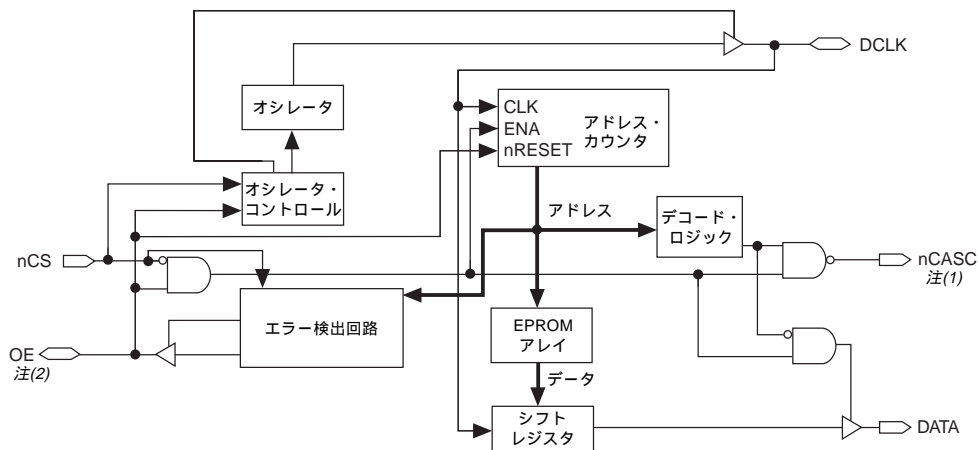 DCLK
オシレータ
CLK
ENA
nRESET
アドレス・
カウンタ
オシレータ・
コントロール
アドレス
デコード・
ロジック
nCS
nCASC
注(1)
エラー検出回路
EPROM
アレイ
OE
注(2)
データ
シフト
レジスタ
DATA